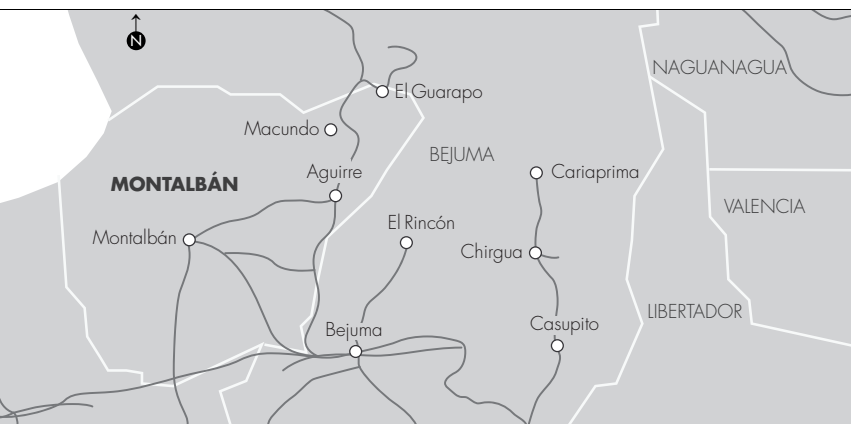 N
NAGUANAGUA
El Guarapo
Macundo
BEJUMA
Aguirre
Cariaprima
MONTALBÁN
VALENCIA
El Rincón
Montalbán
Chirgua
LIBERTADOR
Bejuma
Casupito